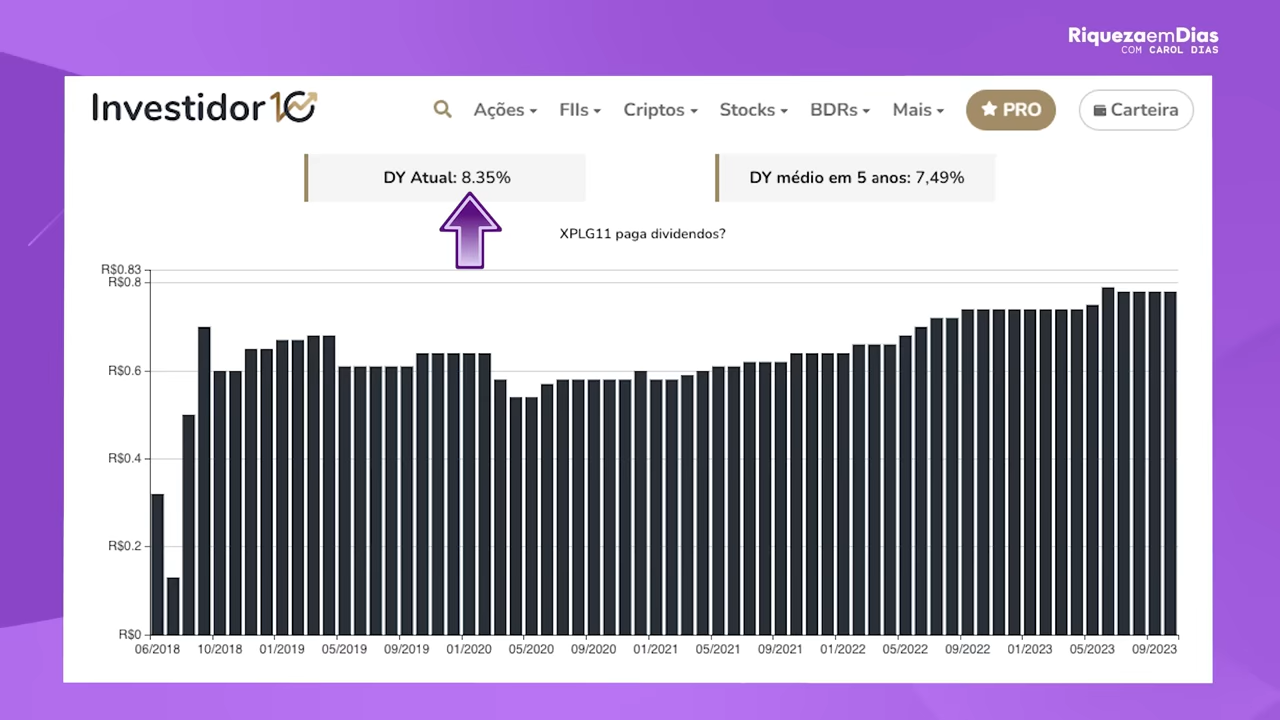 RiquezaemDias
COM CAROL DIAS
Investidor10
Ações
FIIs
Criptos
Stocks
BDRs
Mais
PRO
Carteira
DY Atual: 8.35%
DY médio em 5 anos: 7,49%
XPLG11 paga dividendos?
R$0.83
R$0.8
R$0.6
R$0.4
R$0.2
R$0
06/2018 10/2018 01/2019 05/2019 09/2019 01/2020 05/2020 09/2020 01/2021 05/2021 09/2021 01/2022 05/2022 09/2022 01/2023 05/2023 09/2023